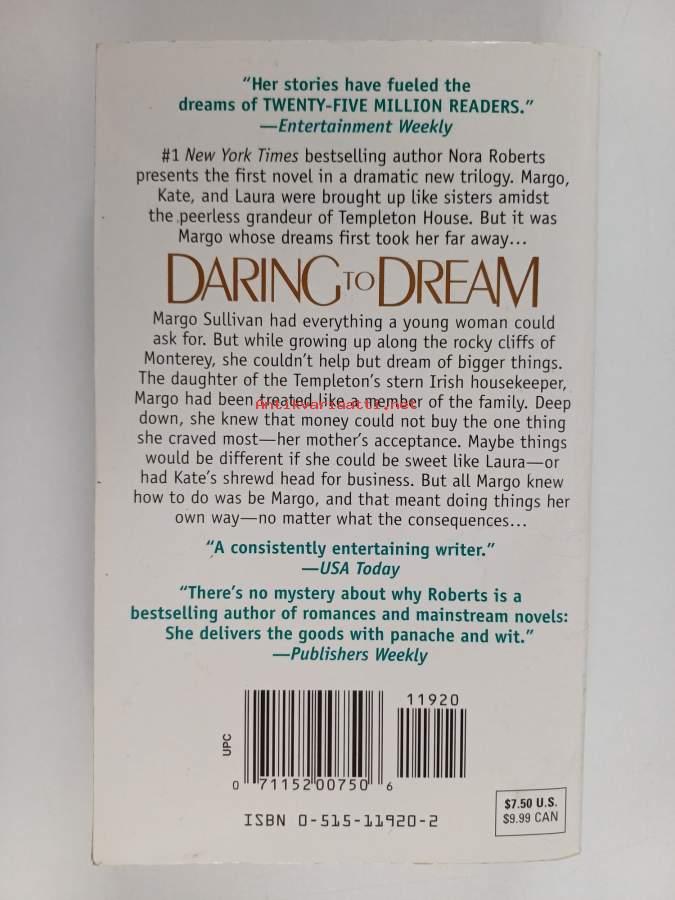 “Her stories have fueled the
dreams of TWENTY-FIVE MILLION READERS.”
—Entertainment Weekly
#1 New York Times bestselling author Nora Roberts
presents the first novel in a dramatic new trilogy. Margo,
Kate, and Laura were brought up like sisters amidst
the peerless grandeur of Templeton House. But it was
Margo whose dreams first took her far away...
DARING TO DREAM
Margo Sullivan had everything a young woman could
ask for. But while growing up along the rocky cliffs of
Monterey, she couldn’t help but dream of bigger things.
The daughter of the Templeton’s stern Irish housekeeper,
Margo had been treated like a member of the family. Deep
Antikvariaatti.net
down, she knew that money could not buy the one thing
she craved most—her mother’s acceptance. Maybe things
would be different if she could be sweet like Laura—or
had Kate’s shrewd head for business. But all Margo knew
how to do was be Margo, and that meant doing things her
own way—no matter what the consequences...
“A consistently entertaining writer.”
—USA Today
“There’s no mystery about why Roberts is a
bestselling author of romances and mainstream novels:
She delivers the goods with panache and wit.”
—Publishers Weekly
11920
UPC
0 71152 00750 6
ISBN 0-515-11920-2
$7.50 U.S.
$9.99 CAN